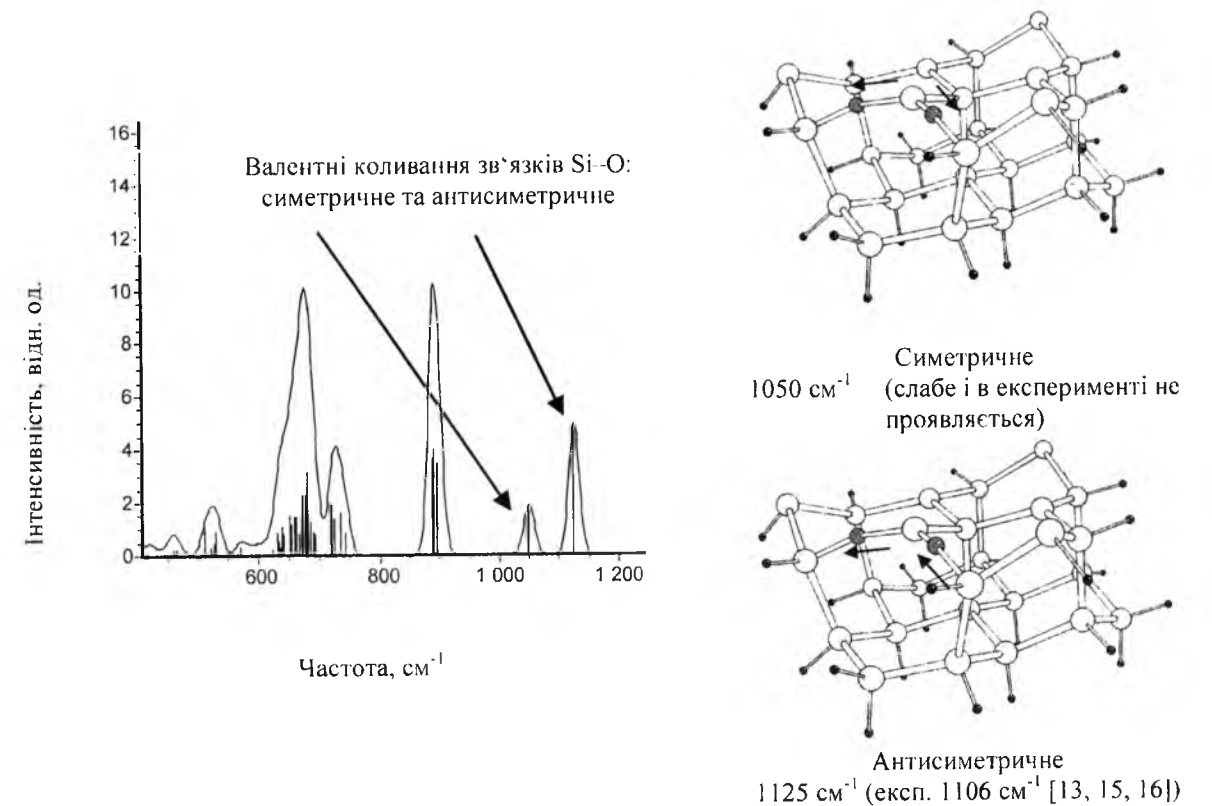 16
14
12
10
8
6
4
2
0
Інтенсивність, відн. од.
Валентні коливання зв‘язків Si–O:
симетричне та антисиметричне
600 800 1 000 1 200
Частота, см-1
Симетричне
1050 см-1 (слабе і в експерименті не
проявляється)
Антисиметричне
1125 см-1 (експ. 1106 см-1 [13, 15, 16])